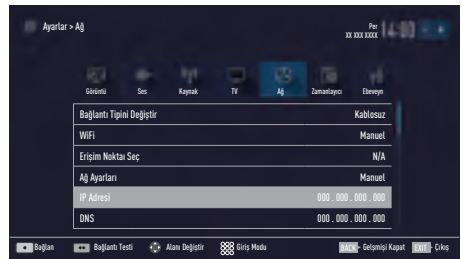 Ayarlar > Ağ
Per
XX XXX XXXX
14:00
Görüntü Ses Kaynak TV Ağ Zamanlayıcı Ebeveyn
Bağlantı Tipini Değiştir Kablosuz
WiFi Manuel
Erişim Noktaı Seç N/A
Ağ Ayarları Manuel
IP Adresi 000 . 000 . 000 . 000
DNS 000 . 000 . 000 . 000
Bağlan Bağlantı Testi Alanı Değiştir Giriş Modu BACK - Gelşmişi Kapat EXIT - Çıkış